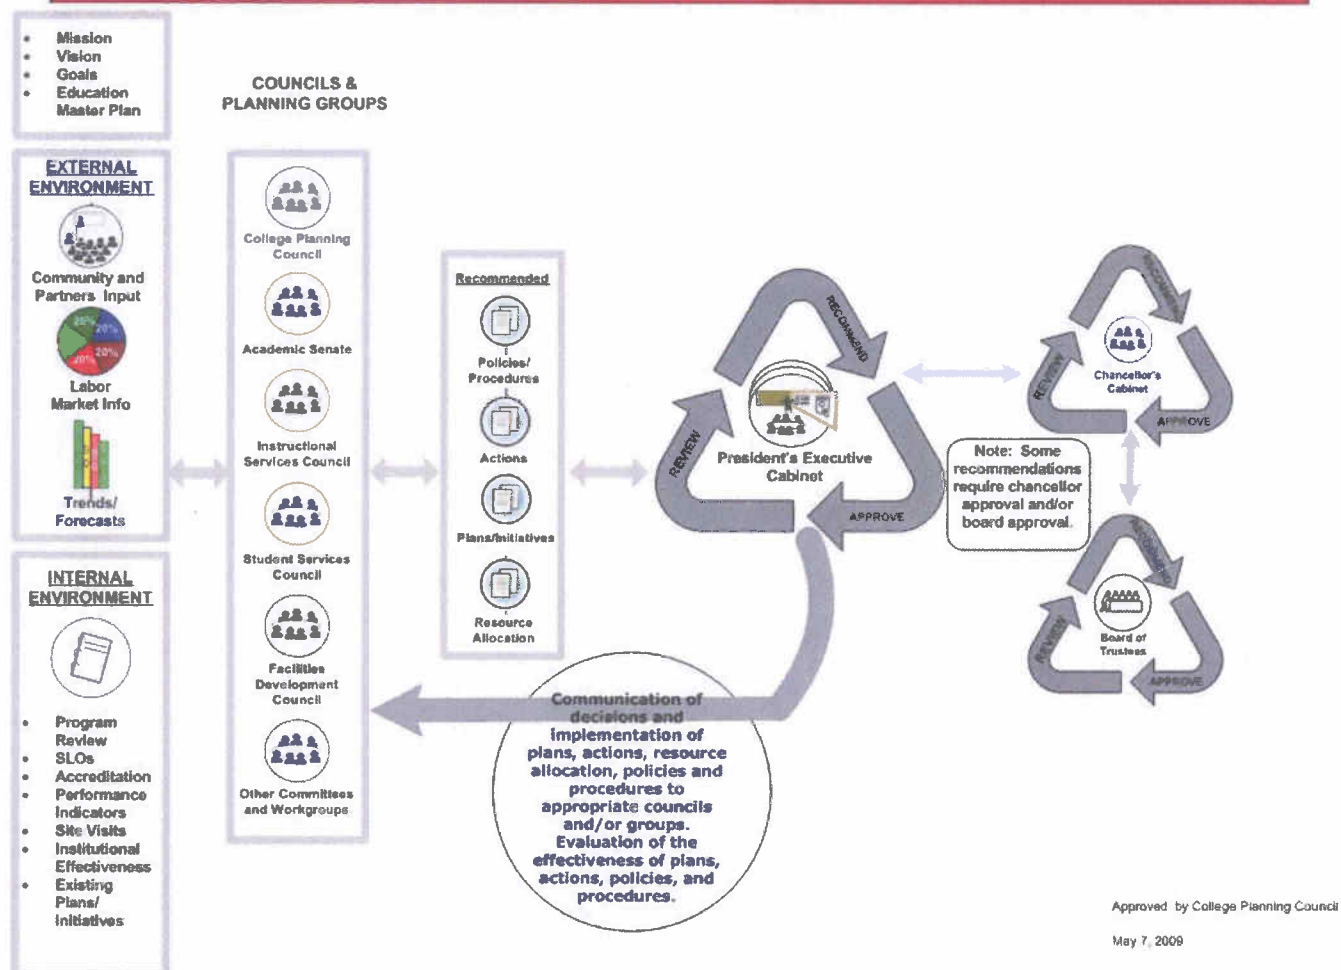 • Mission
• Vision
• Goals
• Education
Master Plan
EXTERNAL
ENVIRONMENT
Community and
Partners Input
20%
20%
20%
20%
Labor
Market Info
Trends/
Forecasts
INTERNAL
ENVIRONMENT
• Program
Review
• SLOs
• Accreditation
• Performance
Indicators
• Site Visits
• Institutional
Effectiveness
• Existing
Plans/
Initiatives
COUNCILS &
PLANNING GROUPS
College Planning
Council
Academic Senate
Instructional
Services Council
Student Services
Council
Facilities
Development
Council
Other Committees
and Workgroups
Recommended
Policies/
Procedures
Actions
Plans/Initiatives
Resource
Allocation
RECOMMAND
REVIEW
APPROVE
President's Executive
Cabinet
Communication of
decisions and
implementation of
plans, actions, resource
allocation, policies and
procedures to
appropriate councils
and/or groups.
Evaluation of the
effectiveness of plans,
actions, policies, and
procedures.
Note: Some
recommendations
require chancellor
approval and/or
board approval.
REVIEW
APPROVE
Chancellor's
Cabinet
REVIEW
APPROVE
Board of
Trustees
Approved by College Planning Council
May 7, 2009